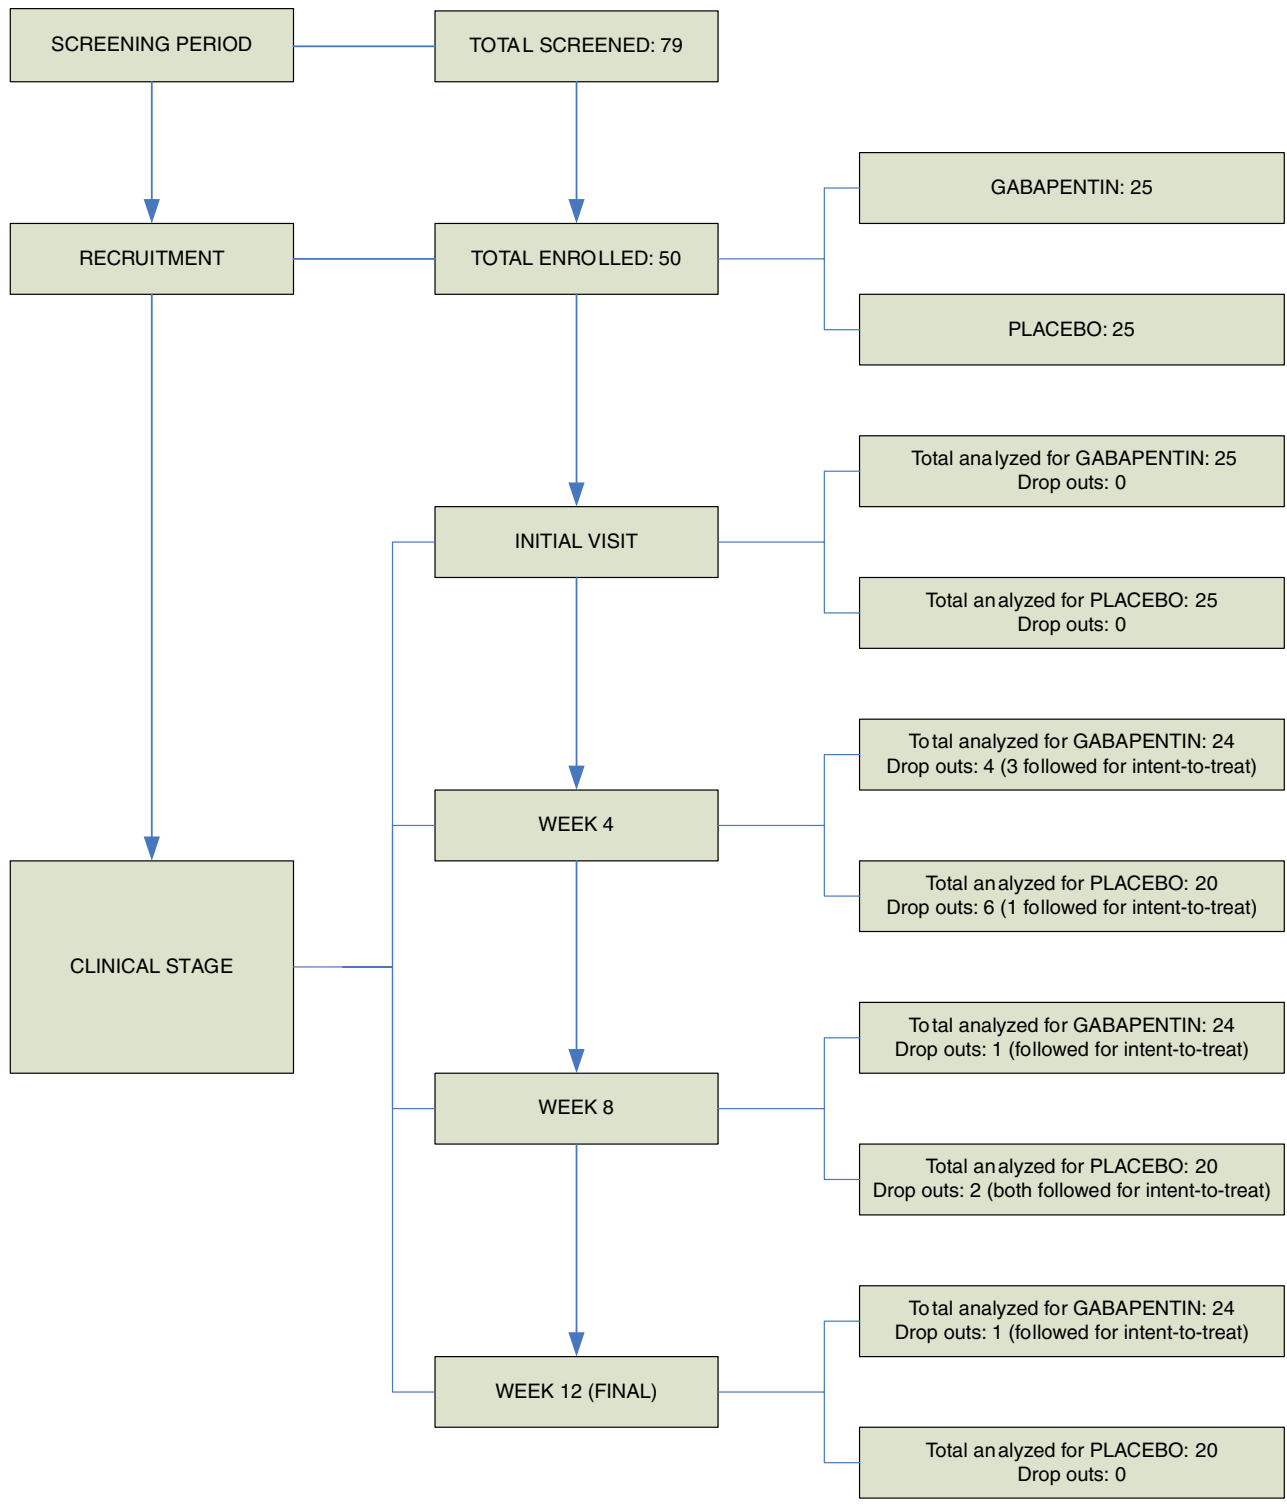 SCREENING PERIOD
TOTAL SCREENED: 79
GABAPENTIN: 25
RECRUITMENT
TOTAL ENROLLED: 50
PLACEBO: 25
Total analyzed for GABAPENTIN: 25
Drop outs: 0
INITIAL VISIT
Total analyzed for PLACEBO: 25
Drop outs: 0
Total analyzed for GABAPENTIN: 24
Drop outs: 4 (3 followed for intent-to-treat)
WEEK 4
Total analyzed for PLACEBO: 20
Drop outs: 6 (1 followed for intent-to-treat)
CLINICAL STAGE
Total analyzed for GABAPENTIN: 24
Drop outs: 1 (followed for intent-to-treat)
WEEK 8
Total analyzed for PLACEBO: 20
Drop outs: 2 (both followed for intent-to-treat)
Total analyzed for GABAPENTIN: 24
Drop outs: 1 (followed for intent-to-treat)
WEEK 12 (FINAL)
Total analyzed for PLACEBO: 20
Drop outs: 0